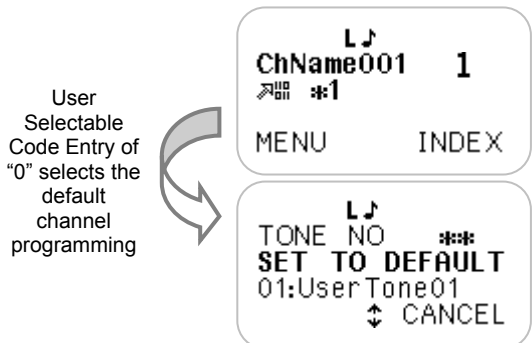 User
Selectable
Code Entry of
“0” selects the
default
channel
programming
L♪
ChName001 1
*1
MENU INDEX
L♪
TONE NO **
SET TO DEFAULT
01:UserTone01
CANCEL